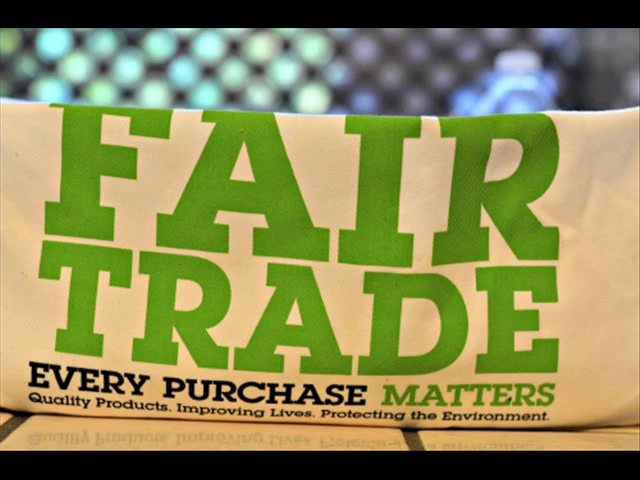 FAIR
TRADE
EVERY PURCHASE MATTERS
Quality Products. Improving Lives. Protecting the Environment.